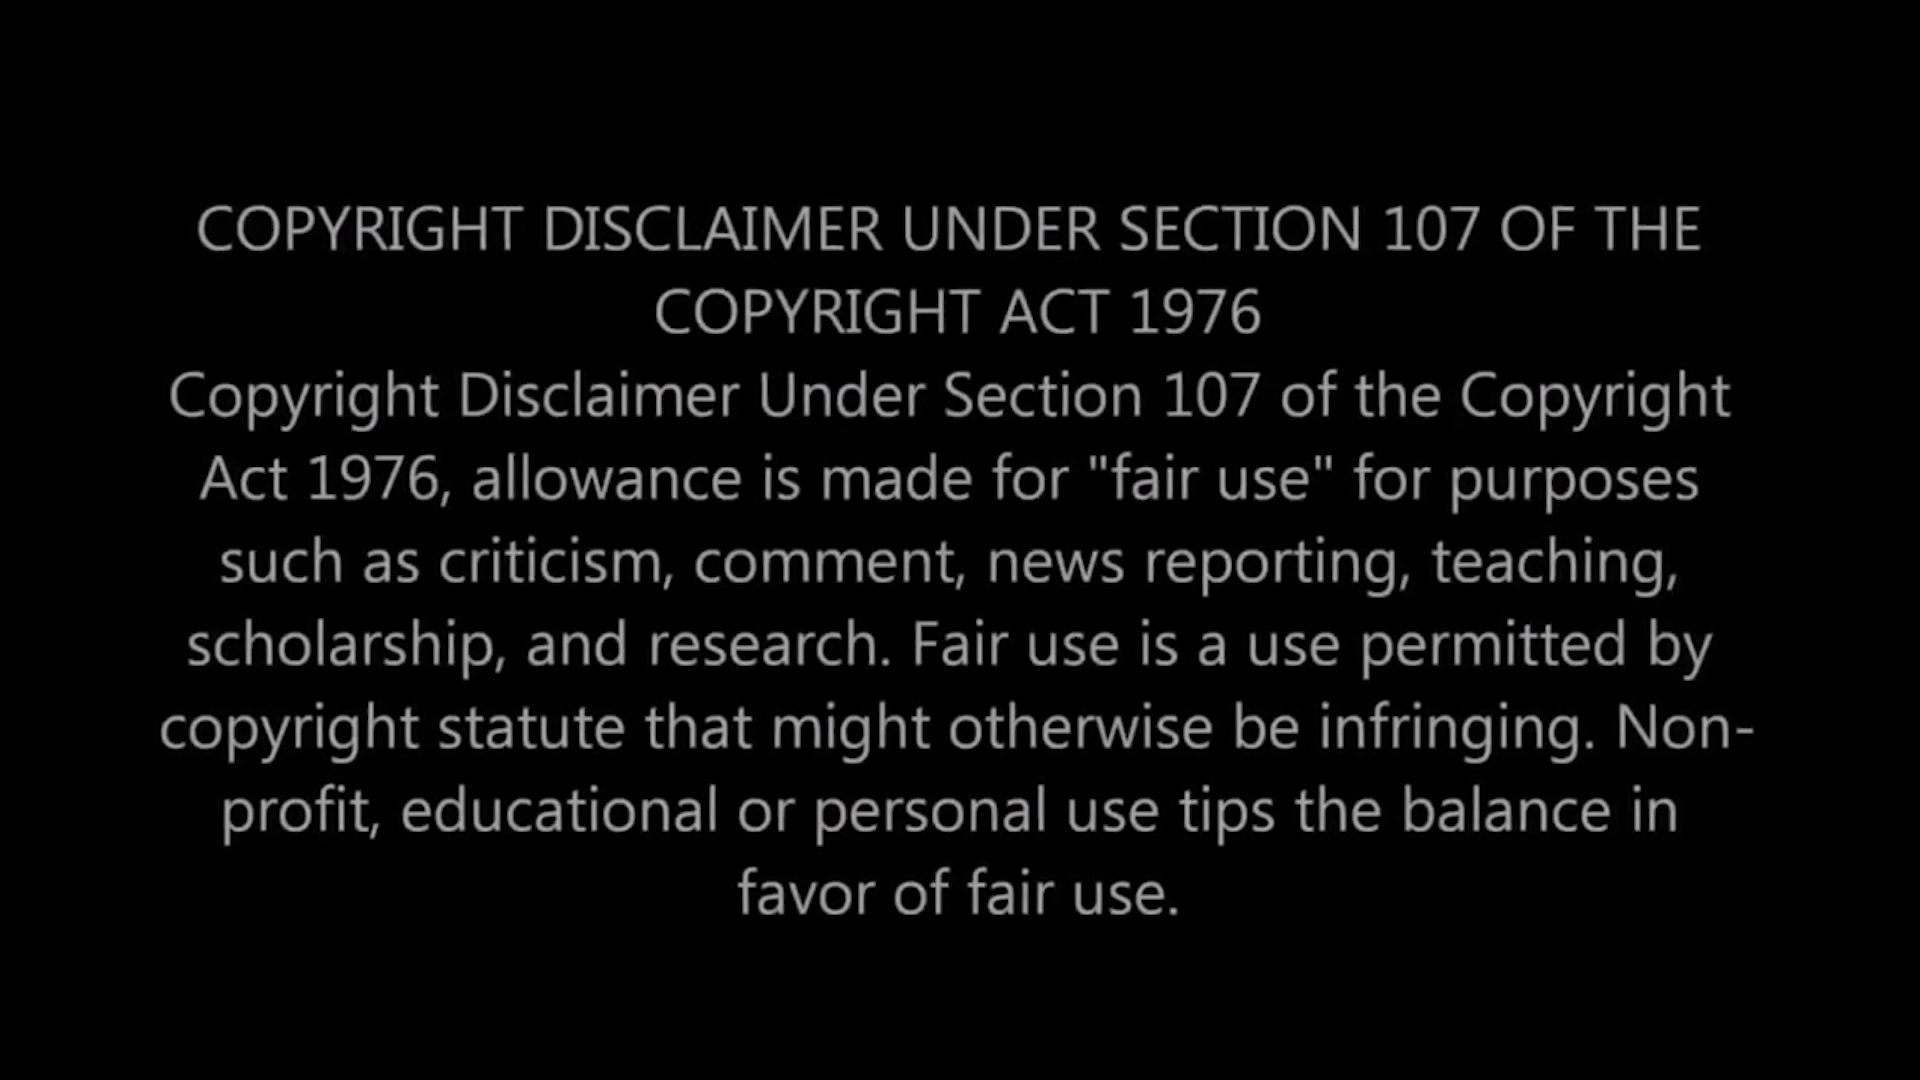 COPYRIGHT DISCLAIMER UNDER SECTION 107 OF THE
COPYRIGHT ACT 1976
Copyright Disclaimer Under Section 107 of the Copyright
Act 1976, allowance is made for "fair use" for purposes
such as criticism, comment, news reporting, teaching,
scholarship, and research. Fair use is a use permitted by
copyright statute that might otherwise be infringing. Non-
profit, educational or personal use tips the balance in
favor of fair use.